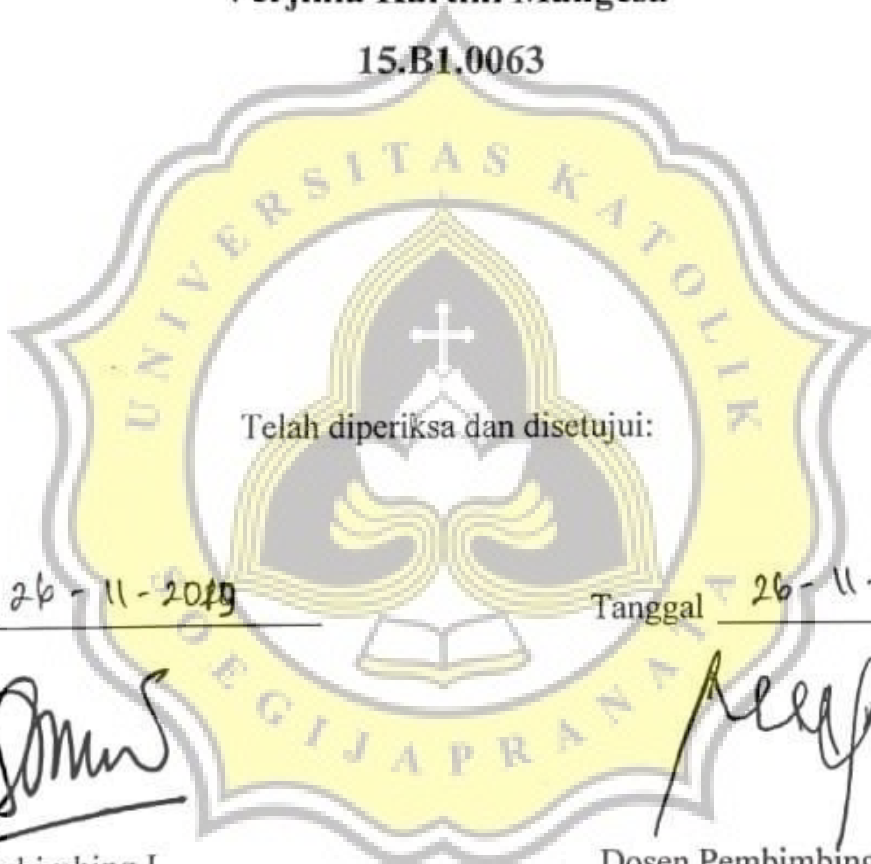 15.B1.0063
UNIVERSITAS KATOLIK
SOEGIJAPRANATA
Telah diperiksa dan disetujui:
26 - 11 - 2019 Tanggal 26 - 11 -
I Dosen Pembimbing